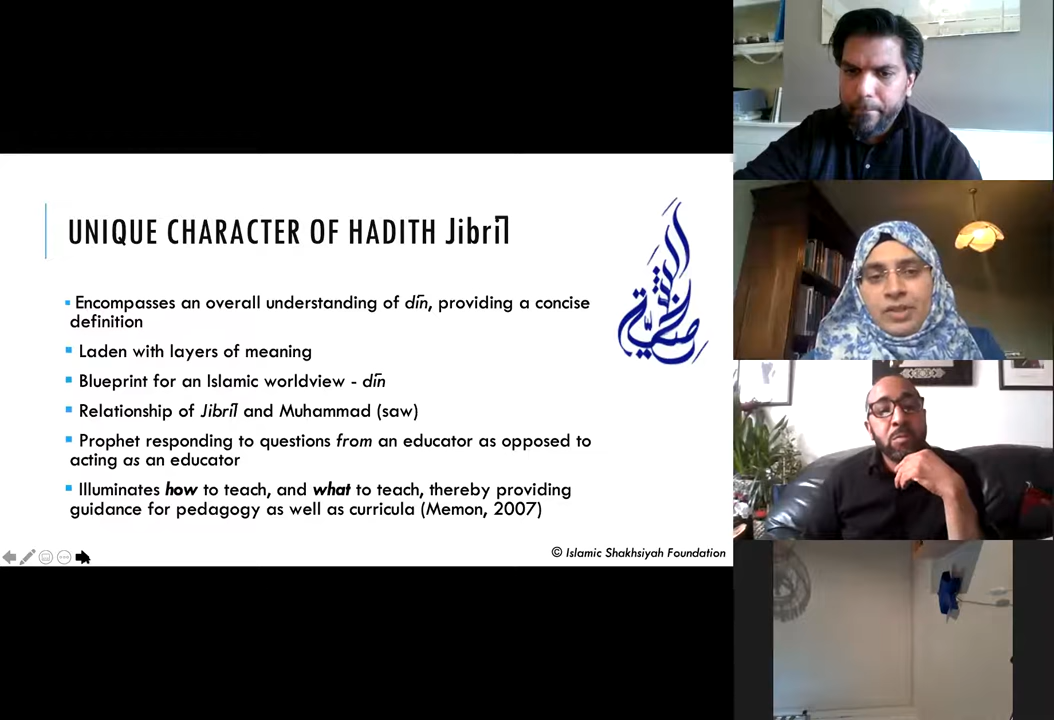 UNIQUE CHARACTER OF HADITH Jibrīl
Encompasses an overall understanding of dīn, providing a concise
definition
Laden with layers of meaning
Blueprint for an Islamic worldview - dīn
Relationship of Jibrīl and Muhammad (saw)
Prophet responding to questions from an educator as opposed to
acting as an educator
Illuminates how to teach, and what to teach, thereby providing
guidance for pedagogy as well as curricula (Memon, 2007)
© Islamic Shakhsiyah Foundation